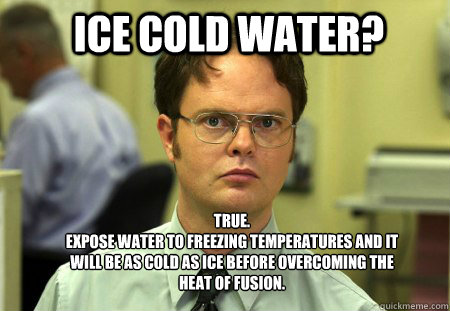 ICE COLD WATER?
TRUE.
EXPOSE WATER TO FREEZING TEMPERATURES AND IT
WILL BE AS COLD AS ICE BEFORE OVERCOMING THE
HEAT OF FUSION.
quickmeme.com